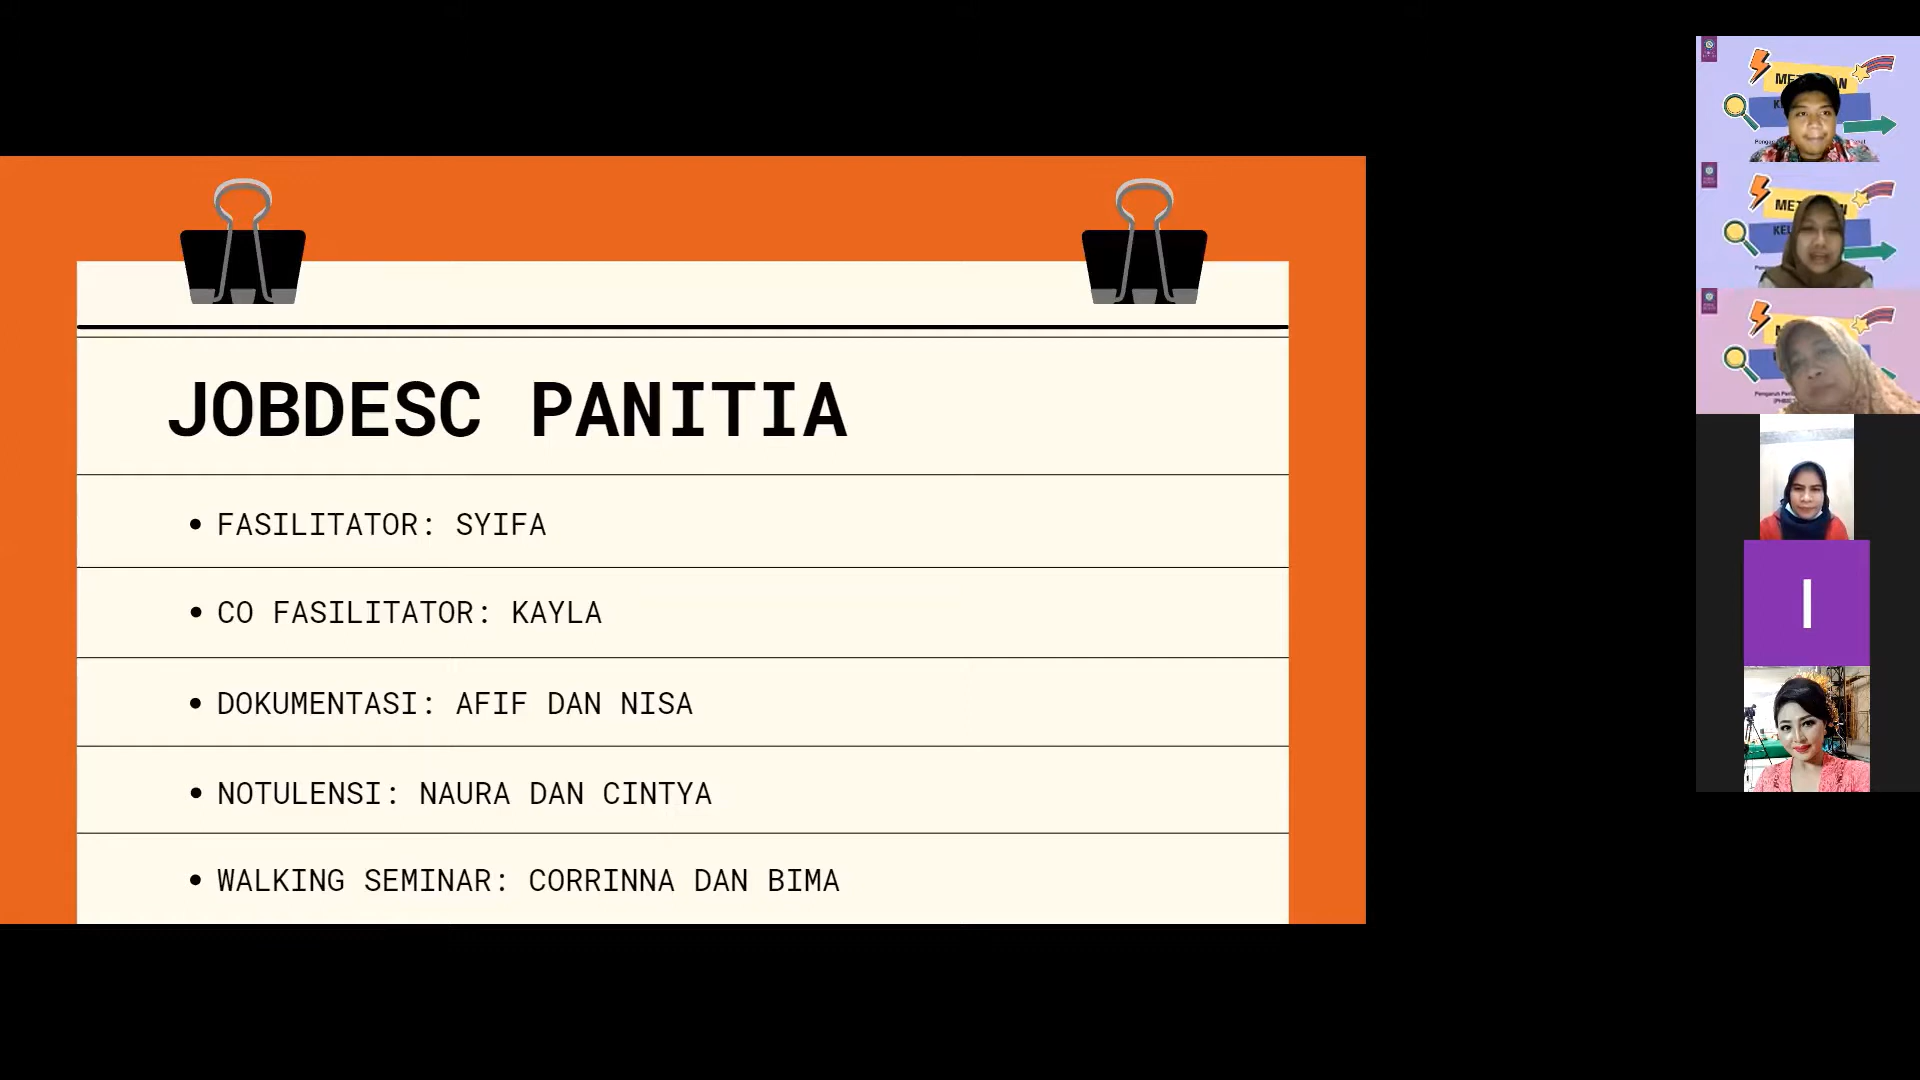 JOBDESC PANITIA
• FASILITATOR: SYIFA
• CO FASILITATOR: KAYLA
• DOKUMENTASI: AFIF DAN NISA
• NOTULENSI: NAURA DAN CINTYA
• WALKING SEMINAR: CORRINNA DAN BIMA
I